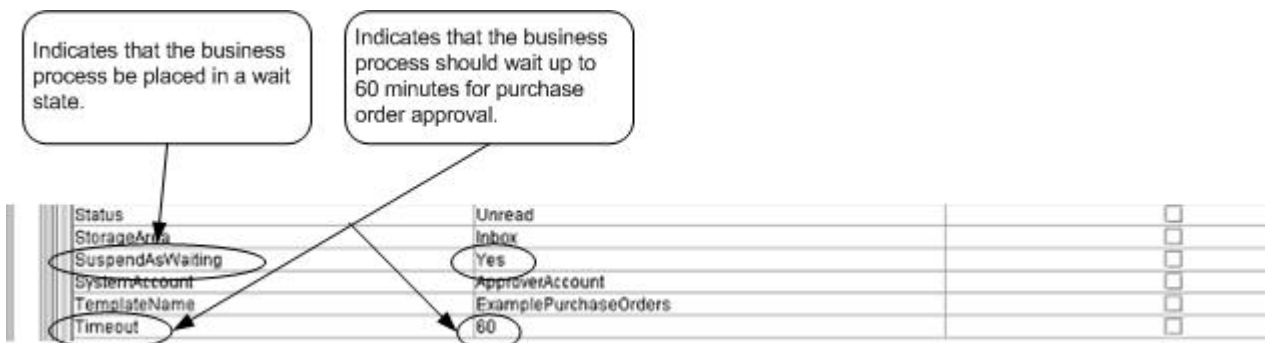 Indicates that the business
process be placed in a wait
state.
Indicates that the business
process should wait up to
60 minutes for purchase
order approval.
Status Unread
StorageArea Inbox
SuspendAsWaiting Yes
SystemAccount ApproverAccount
TemplateName ExamplePurchaseOrders
Timeout 60